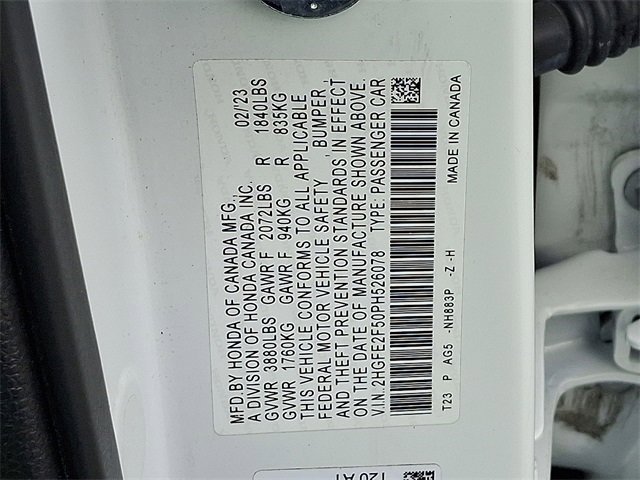 MFD.BY HONDA OF CANADA MFG., 02/'23
A DIVISION OF HONDA CANADA INC.
GVWR 3880LBS GAWR F 2072LBS R 1840LBS
GVWR 1760KG GAWR F 940KG R 835KG
THIS VEHICLE CONFORMS TO ALL APPLICABLE
FEDERAL MOTOR VEHICLE SAFETY , BUMPER
AND THEFT PREVENTION STANDARDS IN EFFECT
ON THE DATE OF MANUFACTURE SHOWN ABOVE.
V.I.N. 2HGFE2F50PH526078 TYPE: PASSENGER CAR
T23 P AG5 -NH883P -Z -H MADE IN CANADA